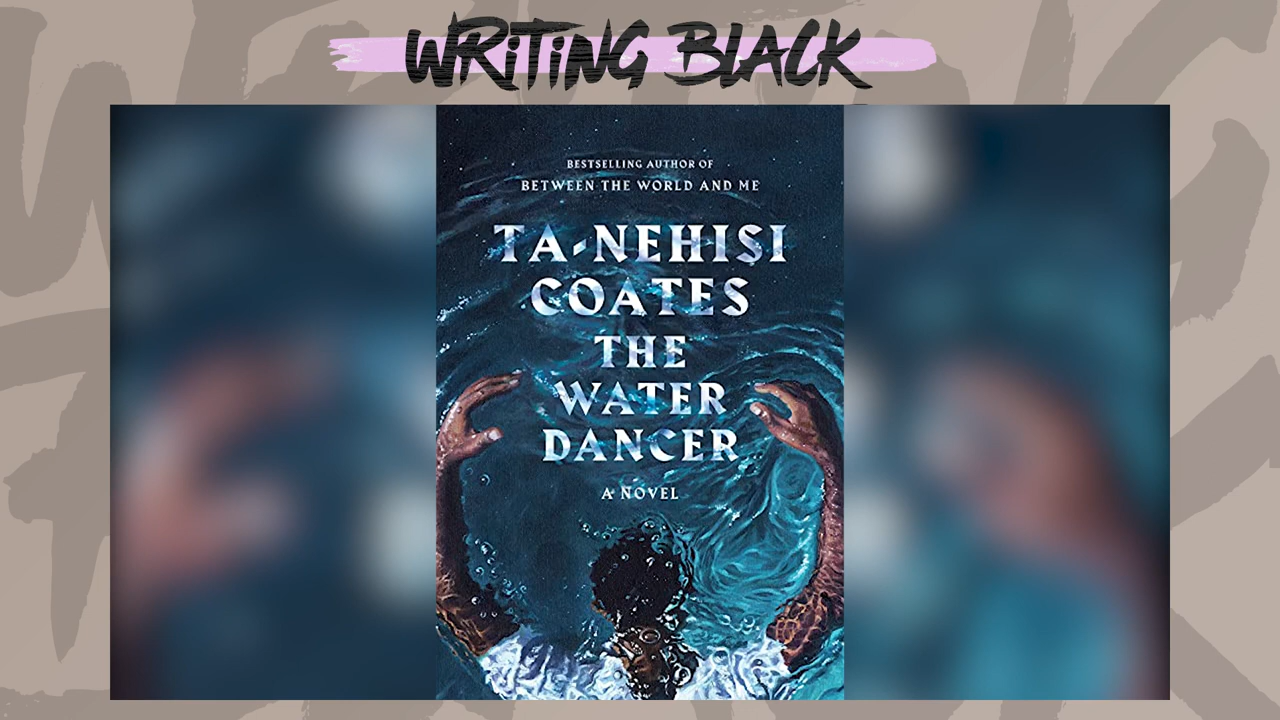 WRiTiNG BLACK
BESTSELLING AUTHOR OF
BETWEEN THE WORLD AND ME
TA-NEHISI
COATES
THE
WATER
DANCER
A NOVEL